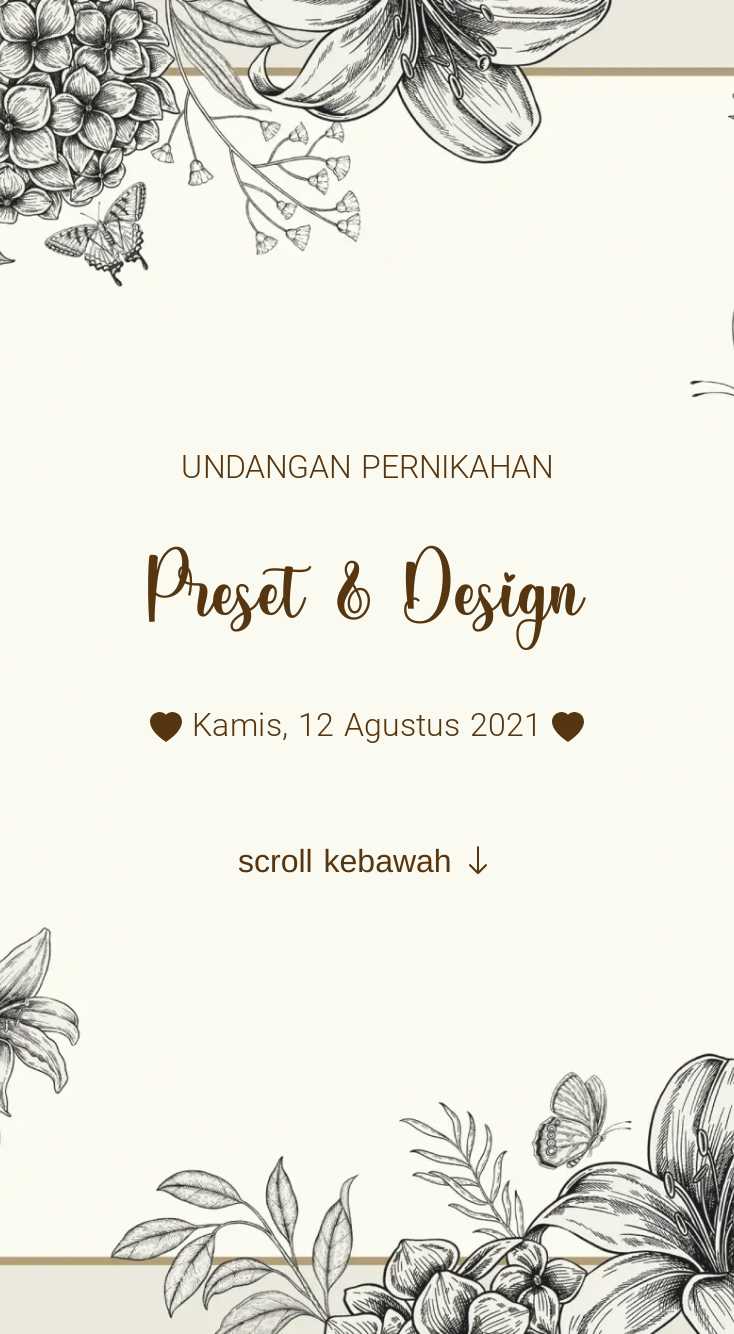 UNDANGAN PERNIKAHAN
Preset & Design
Kamis, 12 Agustus 2021
scroll kebawah ↓